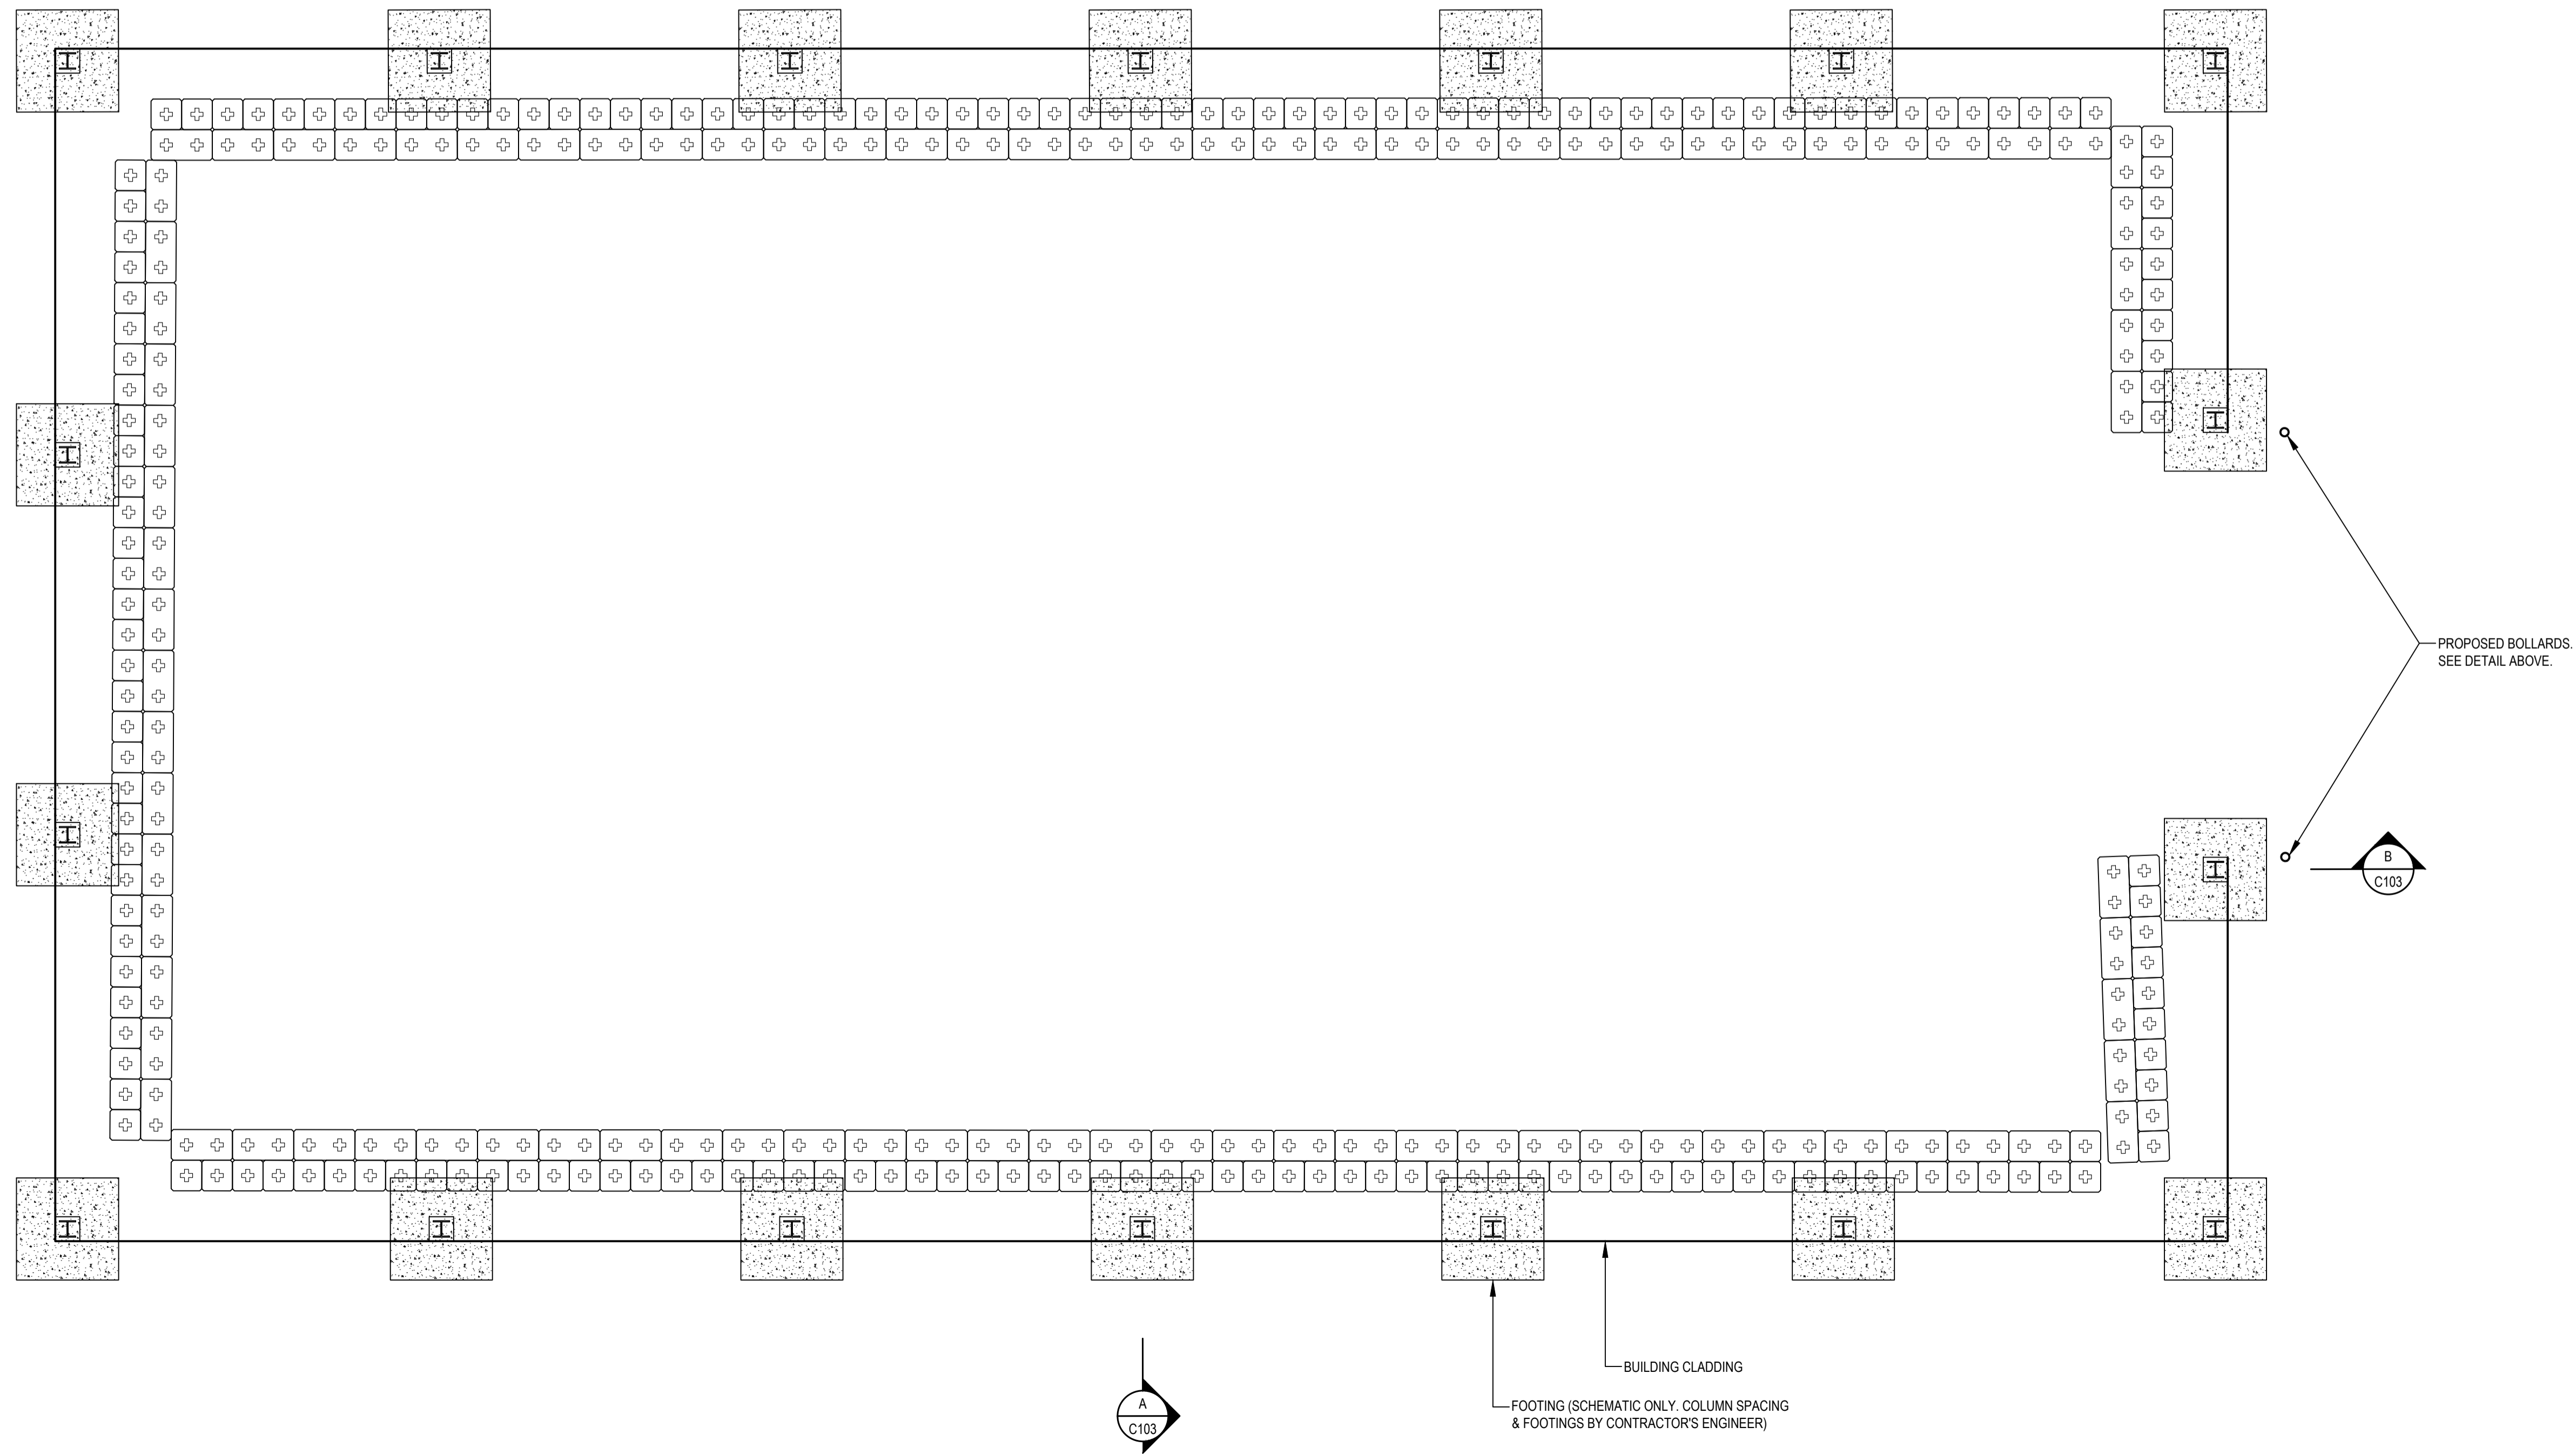 PROPOSED BOLLARDS.
SEE DETAIL ABOVE.
B
C103
BUILDING CLADDING
A
C103
FOOTING (SCHEMATIC ONLY. COLUMN SPACING
& FOOTINGS BY CONTRACTOR'S ENGINEER)